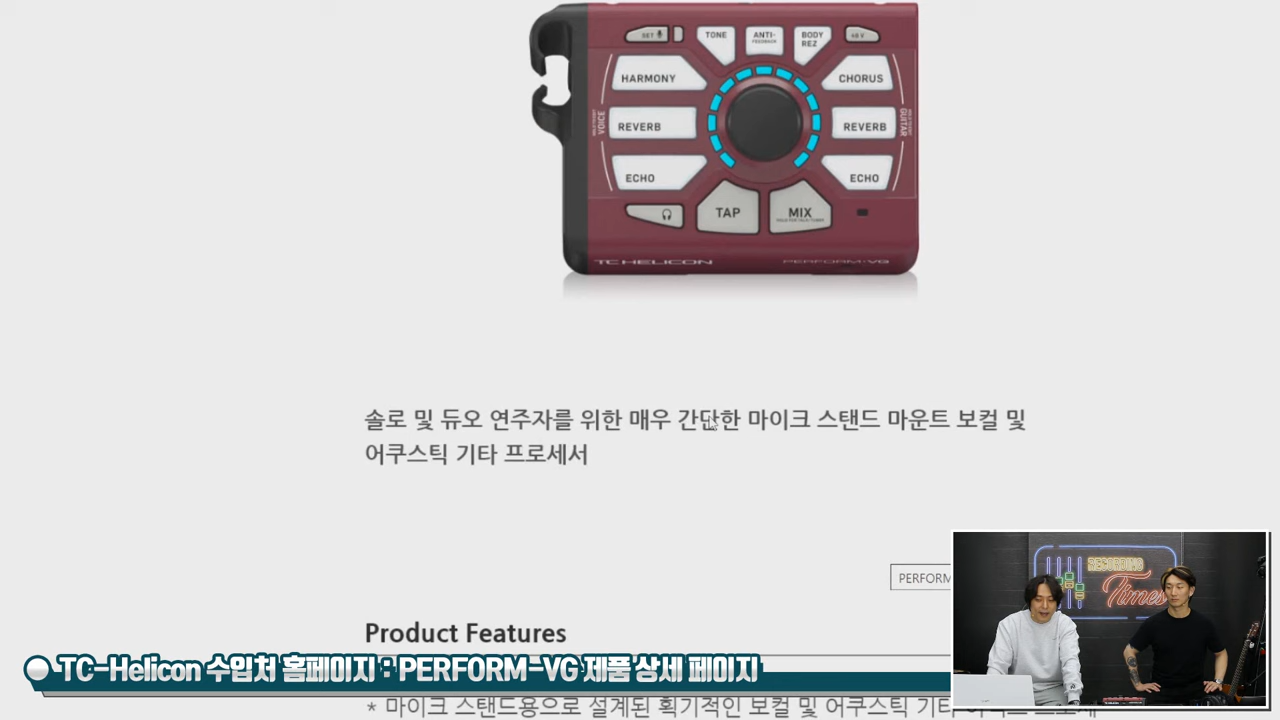 SET
TONE
ANTI-
FEEDBACK
BODY
REZ
48 V
HARMONY
CHORUS
VOICE
GUITAR
REVERB
REVERB
ECHO
ECHO
TAP
MIX
TC HELICON
PERFORM-VG
솔로 및 듀오 연주자를 위한 매우 간단한 마이크 스탠드 마운트 보컬 및
어쿠스틱 기타 프로세서
PERFORM
Product Features
RECORDING
Times
TC-Helicon 수입처 홈페이지 : PERFORM-VG 제품 상세 페이지
* 마이크 스탠드용으로 설계된 획기적인 보컬 및 어쿠스틱 기타